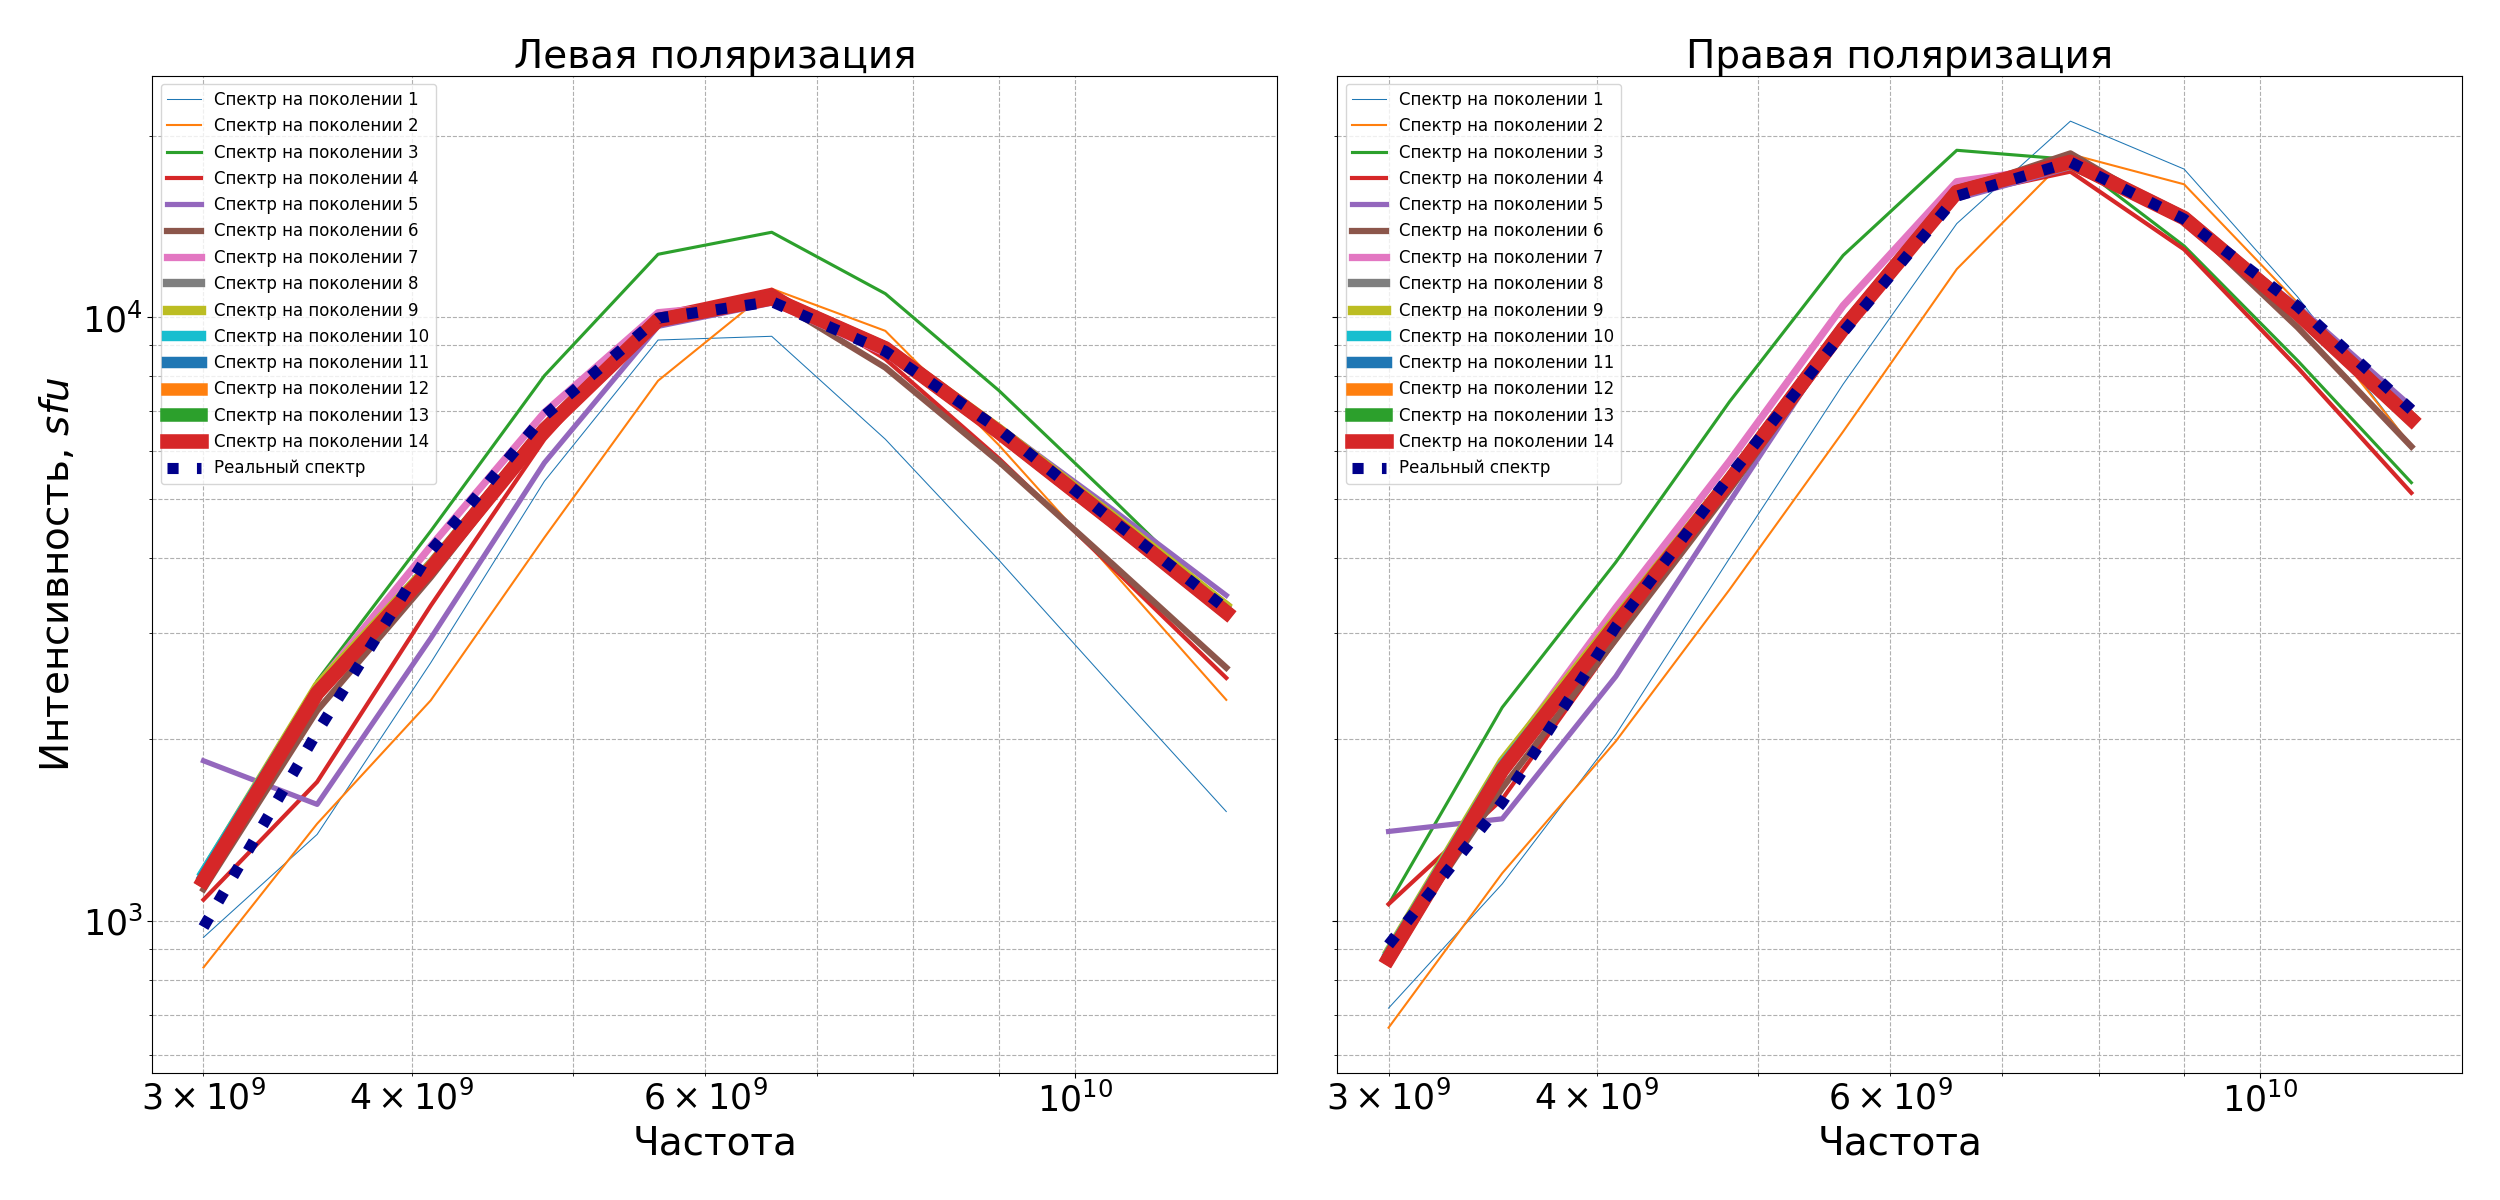 Левая поляризация
Спектр на поколении 1
Спектр на поколении 2
Спектр на поколении 3
Спектр на поколении 4
Спектр на поколении 5
Спектр на поколении 6
Спектр на поколении 7
Спектр на поколении 8
Спектр на поколении 9
Спектр на поколении 10
Спектр на поколении 11
Спектр на поколении 12
Спектр на поколении 13
Спектр на поколении 14
Реальный спектр
Интенсивность, sfu
10⁴
10³
3 × 10⁹
4 × 10⁹
6 × 10⁹
10¹⁰
Частота
Правая поляризация
Спектр на поколении 1
Спектр на поколении 2
Спектр на поколении 3
Спектр на поколении 4
Спектр на поколении 5
Спектр на поколении 6
Спектр на поколении 7
Спектр на поколении 8
Спектр на поколении 9
Спектр на поколении 10
Спектр на поколении 11
Спектр на поколении 12
Спектр на поколении 13
Спектр на поколении 14
Реальный спектр
3 × 10⁹
4 × 10⁹
6 × 10⁹
10¹⁰
Частота